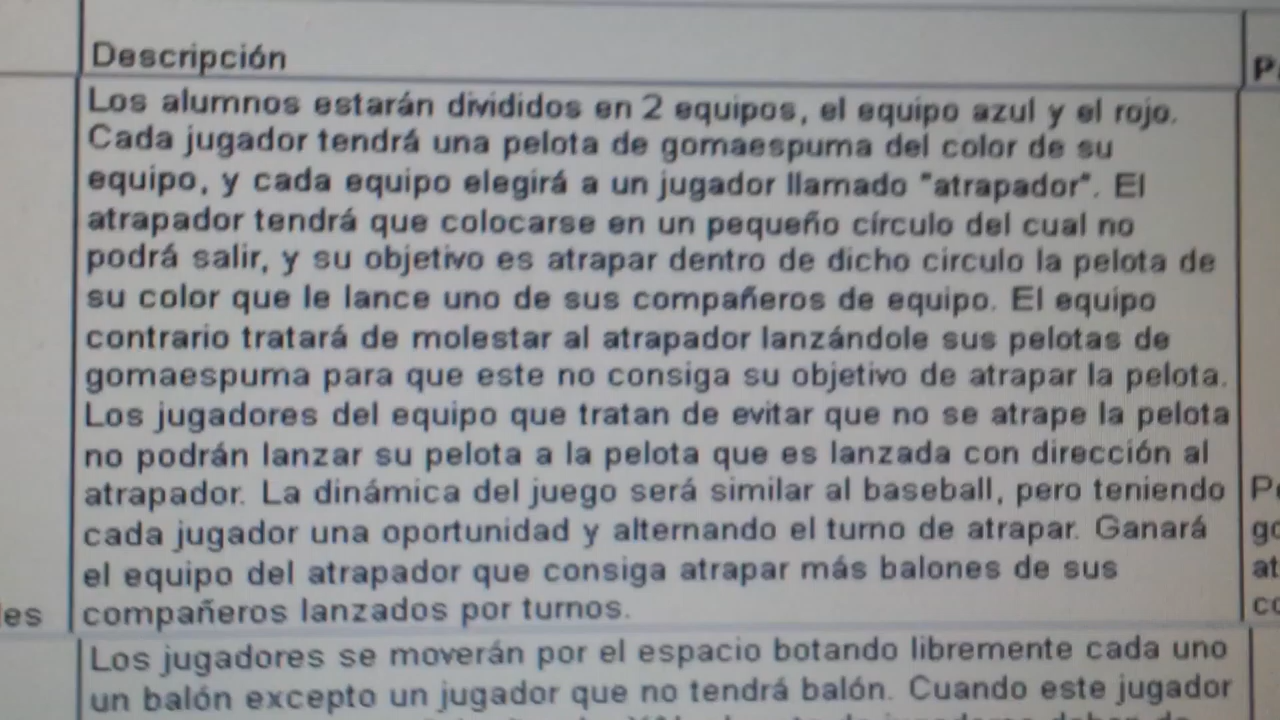 Descripción
Los alumnos estarán divididos en 2 equipos, el equipo azul y el rojo.
Cada jugador tendrá una pelota de gomaespuma del color de su
equipo, y cada equipo elegirá a un jugador llamado "atrapador". El
atrapador tendrá que colocarse en un pequeño círculo del cual no
podrá salir, y su objetivo es atrapar dentro de dicho circulo la pelota de
su color que le lance uno de sus compañeros de equipo. El equipo
contrario tratará de molestar al atrapador lanzándole sus pelotas de
gomaespuma para que este no consiga su objetivo de atrapar la pelota.
Los jugadores del equipo que tratan de evitar que no se atrape la pelota
no podrán lanzar su pelota a la pelota que es lanzada con dirección al
atrapador. La dinámica del juego será similar al baseball, pero teniendo
cada jugador una oportunidad y alternando el turno de atrapar. Ganará
el equipo del atrapador que consiga atrapar más balones de sus
compañeros lanzados por turnos.
es
Los jugadores se moverán por el espacio botando libremente cada uno
un balón excepto un jugador que no tendrá balón. Cuando este jugador